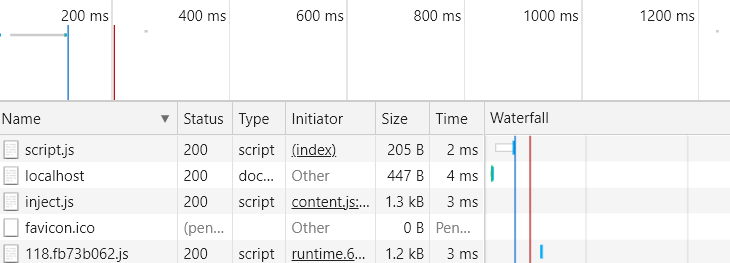 200 ms 400 ms 600 ms 800 ms 1000 ms 1200 ms
Name ▼ Status Type Initiator Size Time Waterfall
script.js 200 script (index) 205 B 2 ms
localhost 200 doc... Other 447 B 4 ms
inject.js 200 script content.js: 1.3 kB 3 ms
favicon.ico (pen... Other 0 B Pen...
118.fb73b062.js 200 script runtime.6... 1.2 kB 3 ms